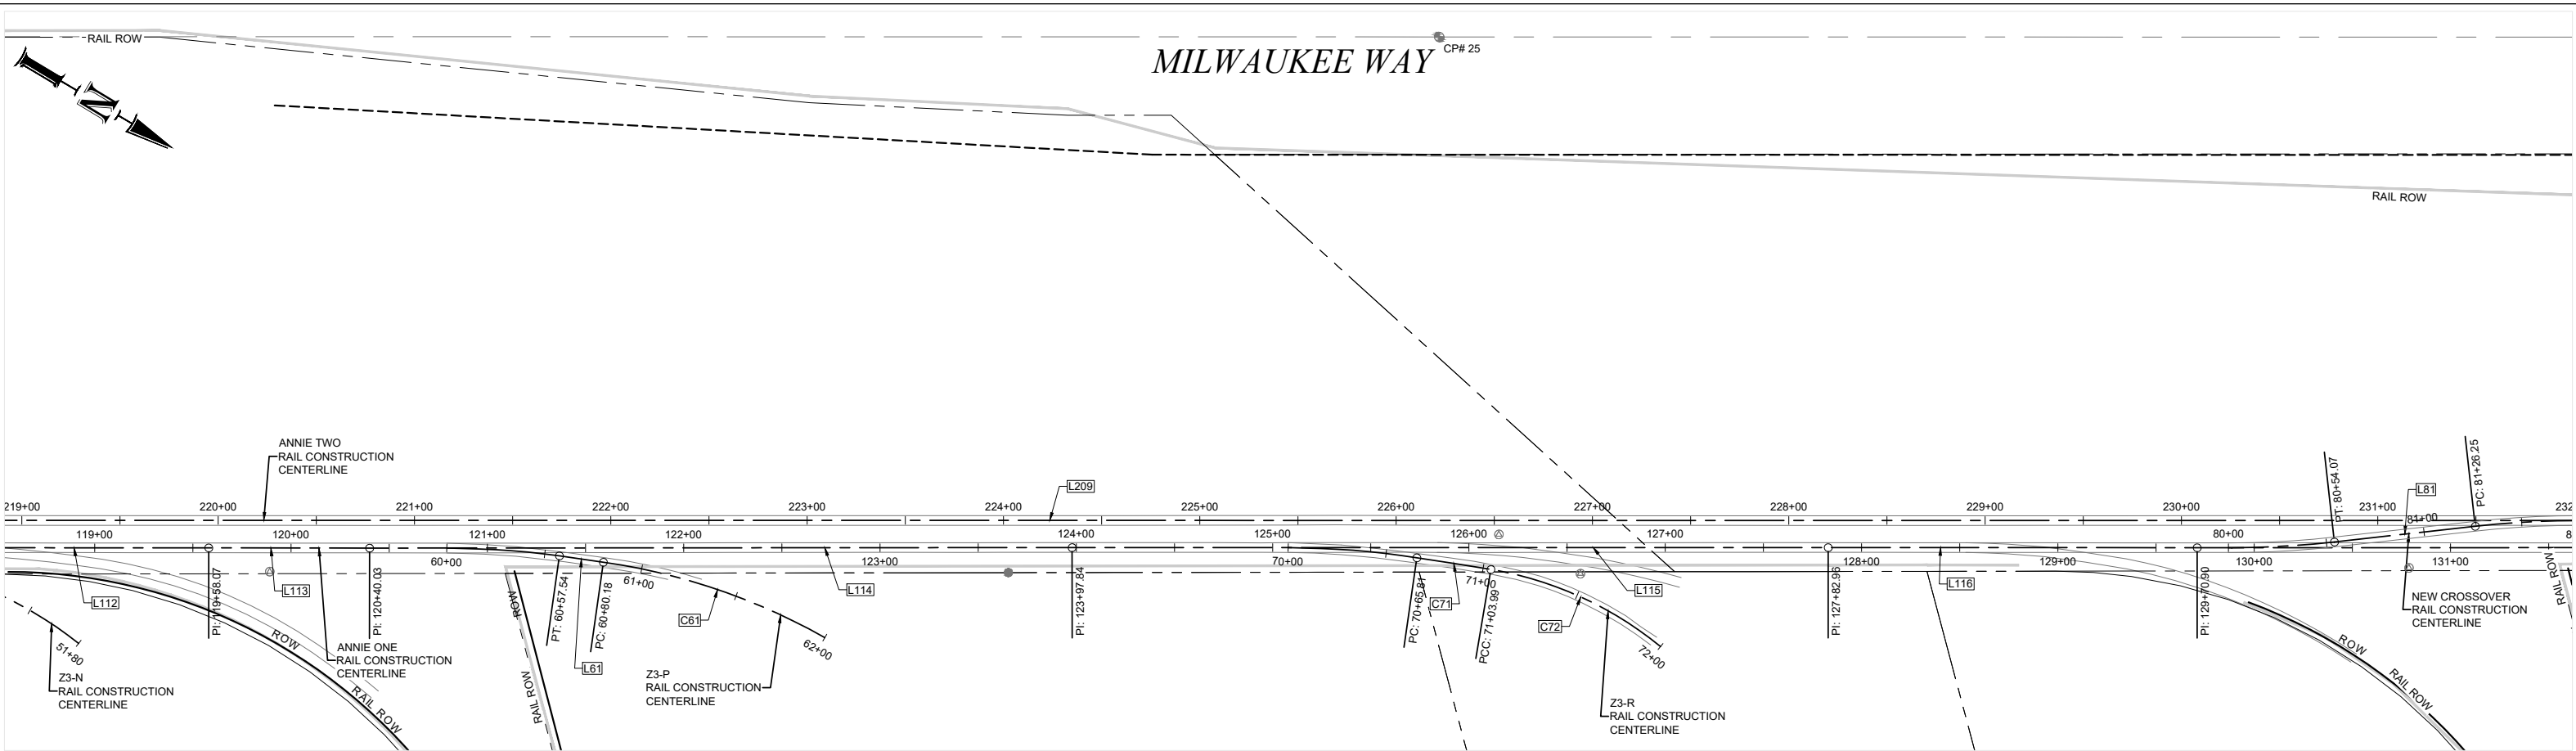 RAIL ROW
MILWAUKEE WAY
CP# 25
N
RAIL ROW
ANNIE TWO
RAIL CONSTRUCTION
CENTERLINE
L209
PT: 80+54.07
L81
PC: 81+26.25
219+00
220+00
221+00
222+00
223+00
224+00
225+00
226+00
227+00
228+00
229+00
230+00
231+00
232
81+00
119+00
120+00
121+00
122+00
124+00
125+00
126+00
127+00
80+00
8
60+00
123+00
70+00
128+00
129+00
130+00
131+00
L112
PI: 119+58.07
L113
PI: 120+40.03
ROW
PT: 60+57.54
PC: 60+80.18
61+00
L61
C61
62+00
L114
PI: 123+97.84
PC: 70+65.81
C71
71+00
PCC: 71+03.99
C72
L115
72+00
PI: 127+82.96
L116
PI: 129+70.90
RAIL ROW
NEW CROSSOVER
RAIL CONSTRUCTION
CENTERLINE
51+80
Z3-N
RAIL CONSTRUCTION
CENTERLINE
ROW
RAIL ROW
ANNIE ONE
RAIL CONSTRUCTION
CENTERLINE
RAIL ROW
Z3-P
RAIL CONSTRUCTION
CENTERLINE
Z3-R
RAIL CONSTRUCTION
CENTERLINE
ROW
RAIL ROW